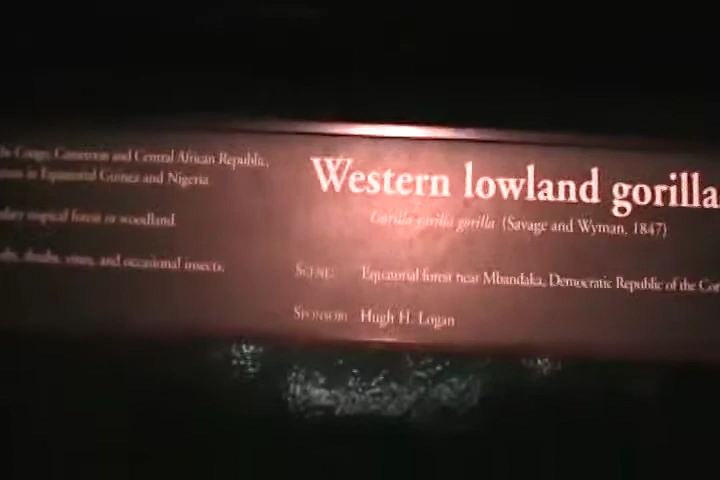 Congo, Cameroon and Central African Republic,
in Equatorial Guinea and Nigeria.
tropical forest or woodland.
and occasional insects.
Western lowland gorilla
Gorilla gorilla gorilla (Savage and Wyman, 1847)
SCENE: Equatorial forest near Mbandaka, Democratic Republic of the Con
SPONSOR: Hugh H. Logan